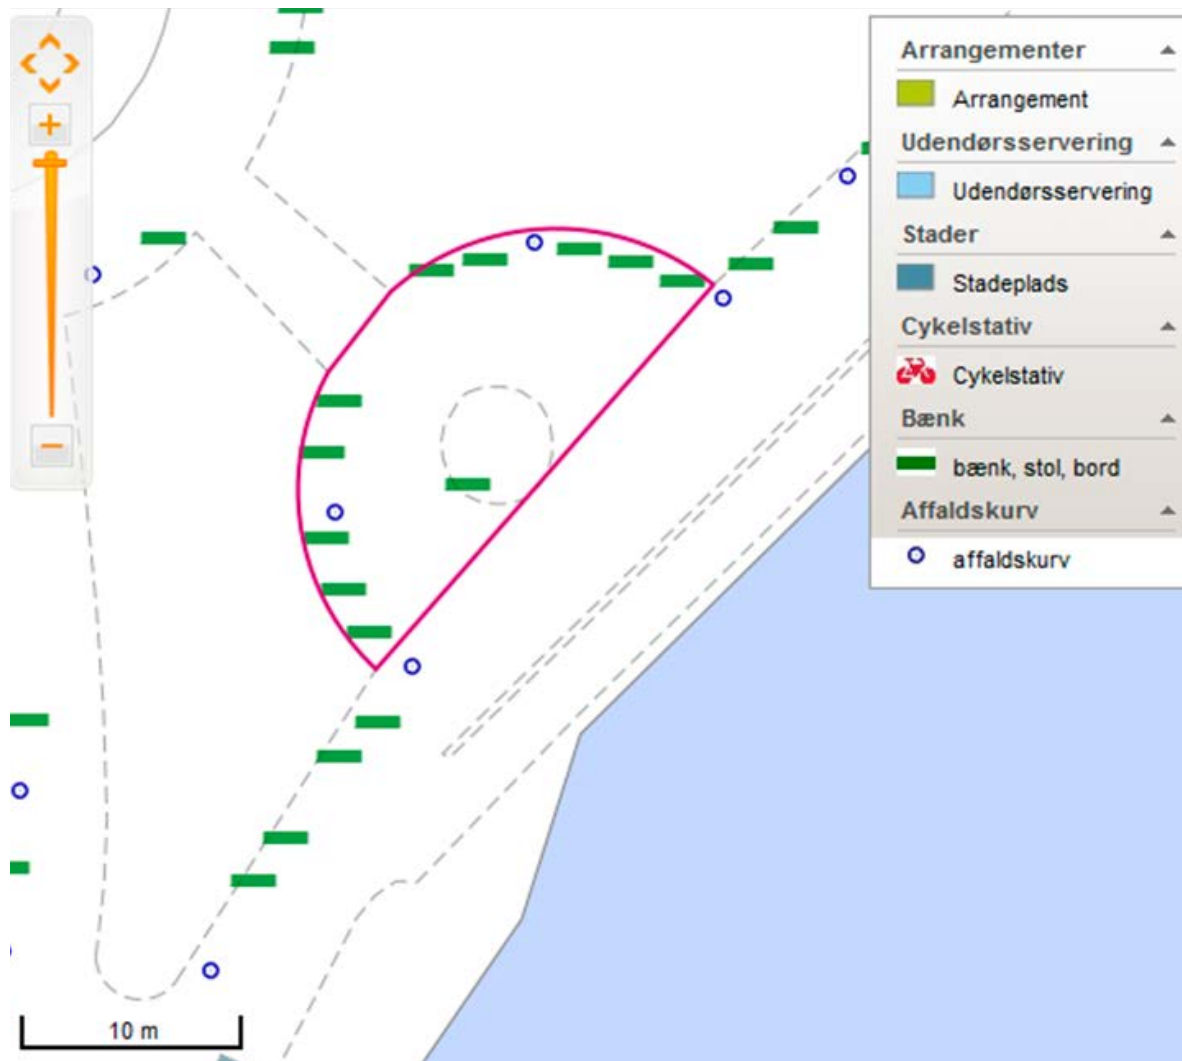 Arrangementer
Arrangement
Udendørsservering
Udendørsservering
Stader
Stadeplads
Cykelstativ
Cykelstativ
Bænk
bænk, stol, bord
Affaldskurv
affaldskurv
10 m